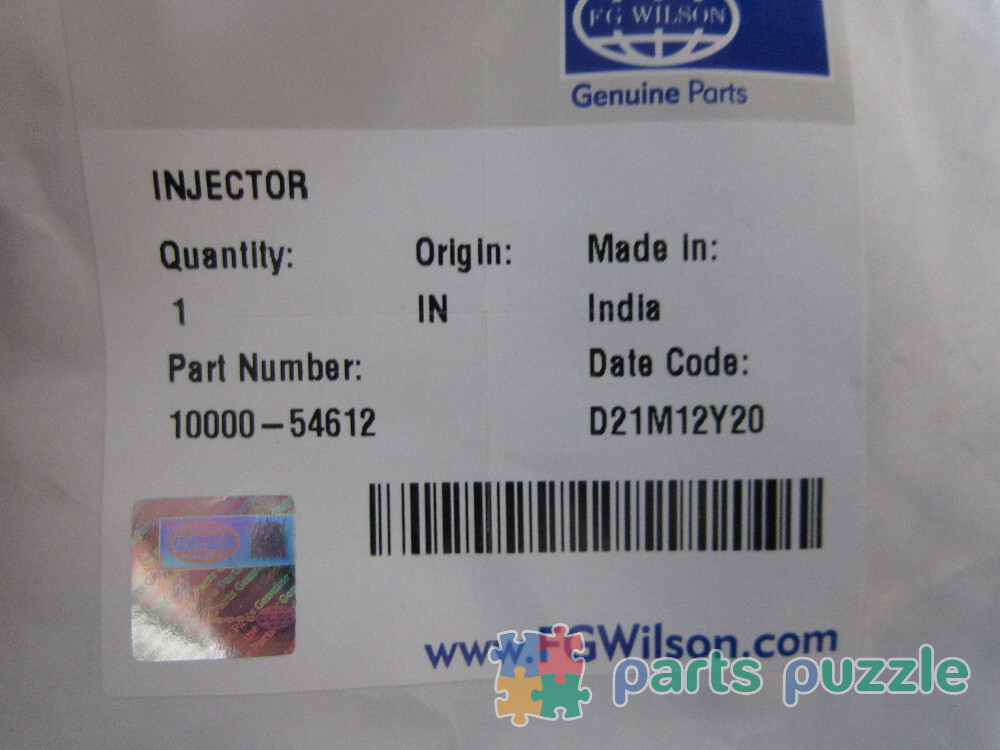 FG WILSON
Genuine Parts
INJECTOR
Quantity: Origin: Made in:
1 IN India
Part Number: Date Code:
10000-54612 D21M12Y20
www.FGWilson.com
parts puzzle